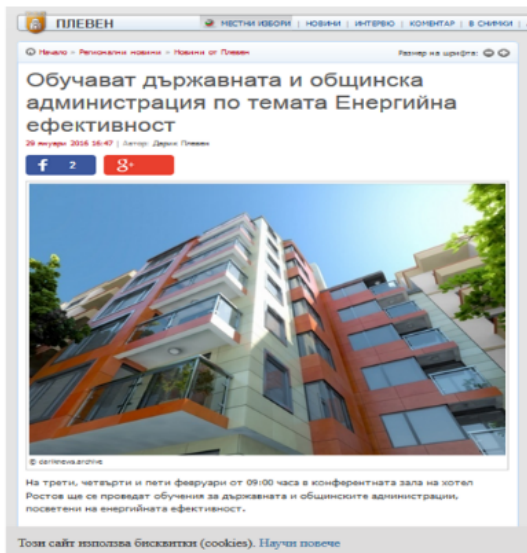 ПЛЕВЕН
МЕСТНИ ИЗБОРИ | НОВИНИ | ИНТЕРВЮ | КОМЕНТАР | В СНИМКИ |
Начало » Регионални новини » Новини от Плевен
Размер на шрифта:
Обучават държавната и общинска
администрация по темата Енергийна
ефективност
29 януари 2016 16:47 | Автор: Дарик Плевен
f 2 g+
© dariknews.archive
На трети, четвърти и пети февруари от 09:00 часа в конферентната зала на хотел
Ростов ще се проведат обучения за държавната и общинските администрации,
посветени на енергийната ефективност.
Този сайт използва бисквитки (cookies). Научи повече